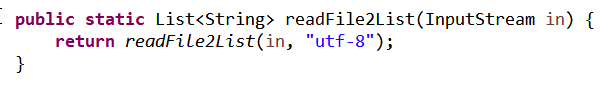 public static List<String> readFile2List(InputStream in) {
    return readFile2List(in, "utf-8");
}